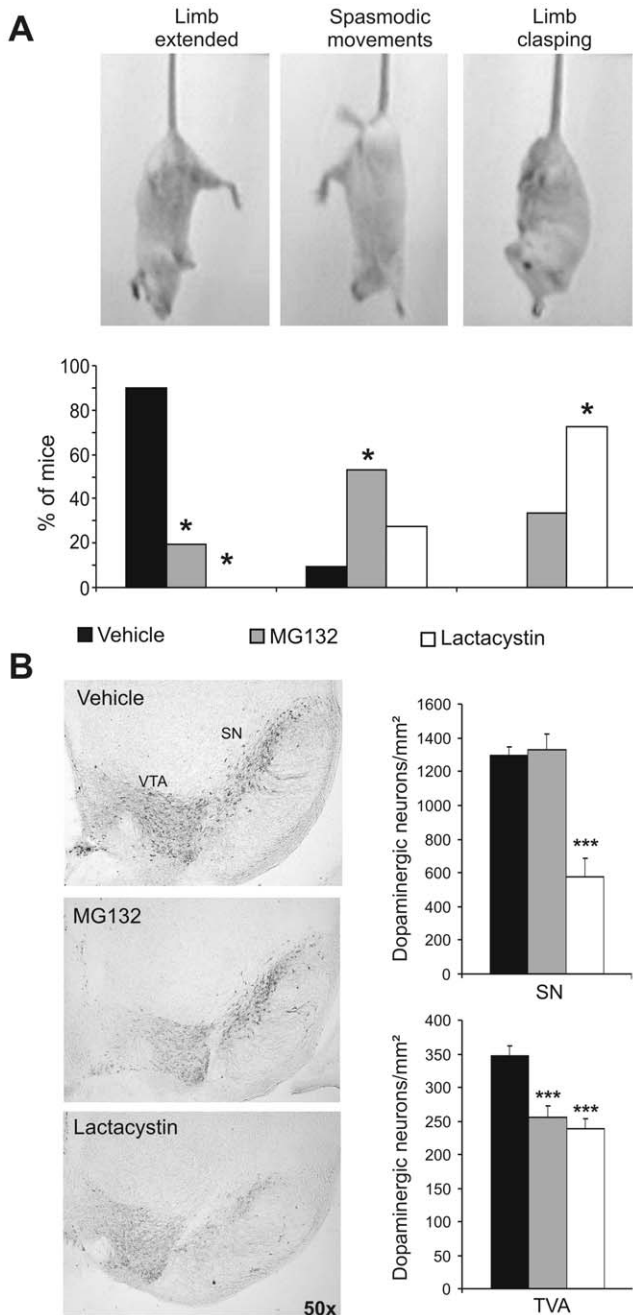 A
Limb extended
Spasmodic movements
Limb clasping
% of mice
100
80
60
40
20
0
*
*
*
*
Vehicle
MG132
Lactacystin
B
Vehicle
SN
VTA
MG132
Lactacystin
50x
Dopaminergic neurons/mm²
1600
1400
1200
1000
800
600
400
200
0
***
SN
Dopaminergic neurons/mm²
400
350
300
250
200
150
100
50
0
***
***
TVA